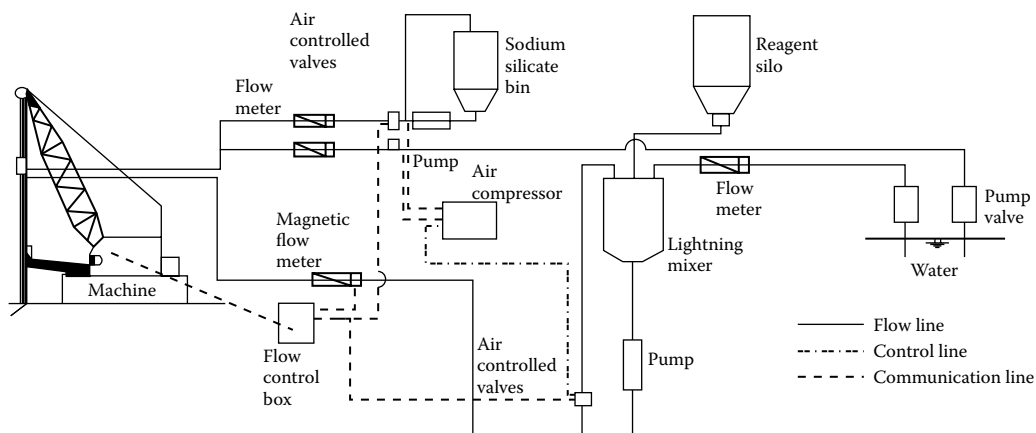 Air
controlled
valves
Sodium
silicate
bin
Reagent
silo
Flow
meter
Pump
Air
compressor
Flow
meter
Pump
valve
Magnetic
flow
meter
Lightning
mixer
Water
Machine
Flow
control
box
Air
controlled
valves
Pump
Flow line
Control line
Communication line